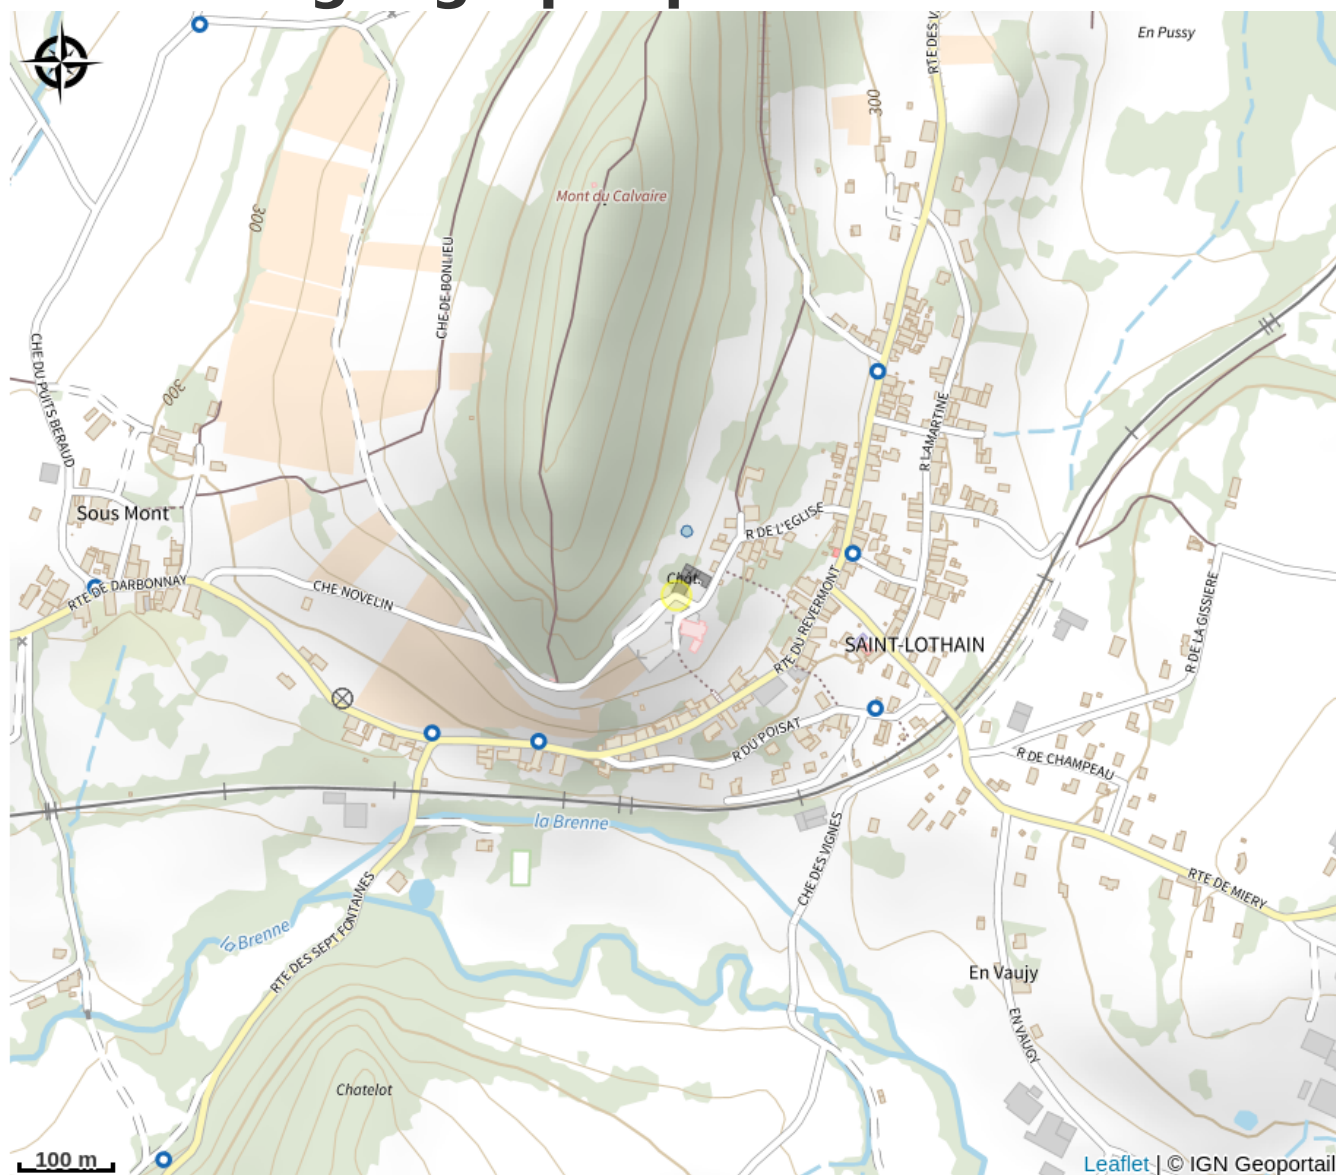 En Pussy
RTE DES V
300
Mont du Calvaire
300
CHE DE BONLIEU
CHE DU PUITS BERAUD
300
R LAMARTINE
Sous Mont
R DE L'EGLISE
Chât.
RTE DE DARBONNAY
CHE NOVELIN
RTE DU REVERMONT
SAINT-LOTHAIN
R DE LA GISSIERE
R DU POISAT
R DE CHAMPEAU
la Brenne
CHE DES VIGNES
RTE DE MIERY
la Brenne
RTE DES SEPT FONTAINES
En Vaujy
EN VAUGY
Chatelot
100 m
Leaflet | © IGN Geoportail